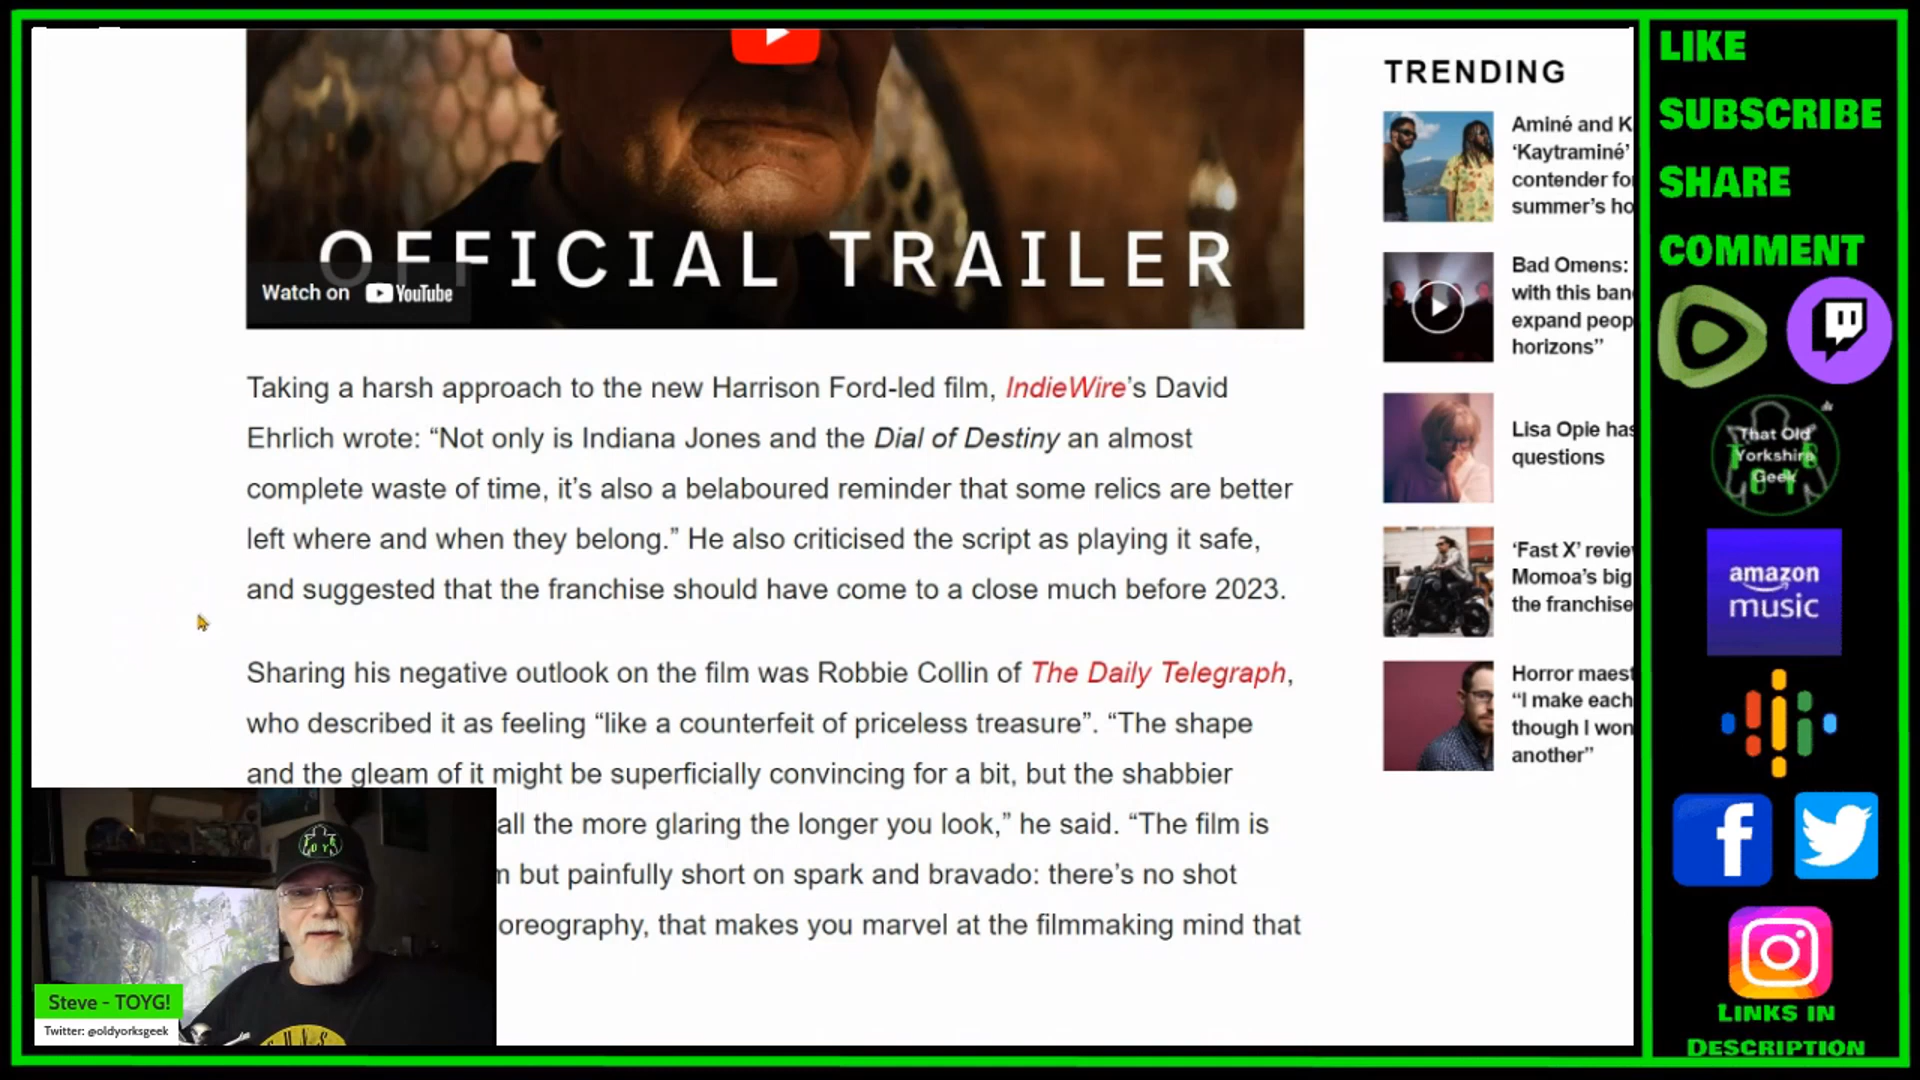 OFFICIAL TRAILER
Watch on YouTube
Taking a harsh approach to the new Harrison Ford-led film, IndieWire’s David
Ehrlich wrote: “Not only is Indiana Jones and the Dial of Destiny an almost
complete waste of time, it’s also a belaboured reminder that some relics are better
left where and when they belong.” He also criticised the script as playing it safe,
and suggested that the franchise should have come to a close much before 2023.
Sharing his negative outlook on the film was Robbie Collin of The Daily Telegraph,
who described it as feeling “like a counterfeit of priceless treasure”. “The shape
and the gleam of it might be superficially convincing for a bit, but the shabbier
all the more glaring the longer you look,” he said. “The film is
but painfully short on spark and bravado: there’s no shot
oreography, that makes you marvel at the filmmaking mind that
TRENDING
Aminé and K
‘Kaytraminé’
contender for
summer’s ho
Bad Omens:
with this ban
expand peop
horizons”
Lisa Opie has
questions
‘Fast X’ revie
Momoa’s big
the franchise
Horror maest
“I make each
though I won
another”
Steve - TOYG!
Twitter: @oldyorksgeek
LIKE
SUBSCRIBE
SHARE
COMMENT
That Old
Yorkshire
Geek
amazon
music
LINKS IN
DESCRIPTION